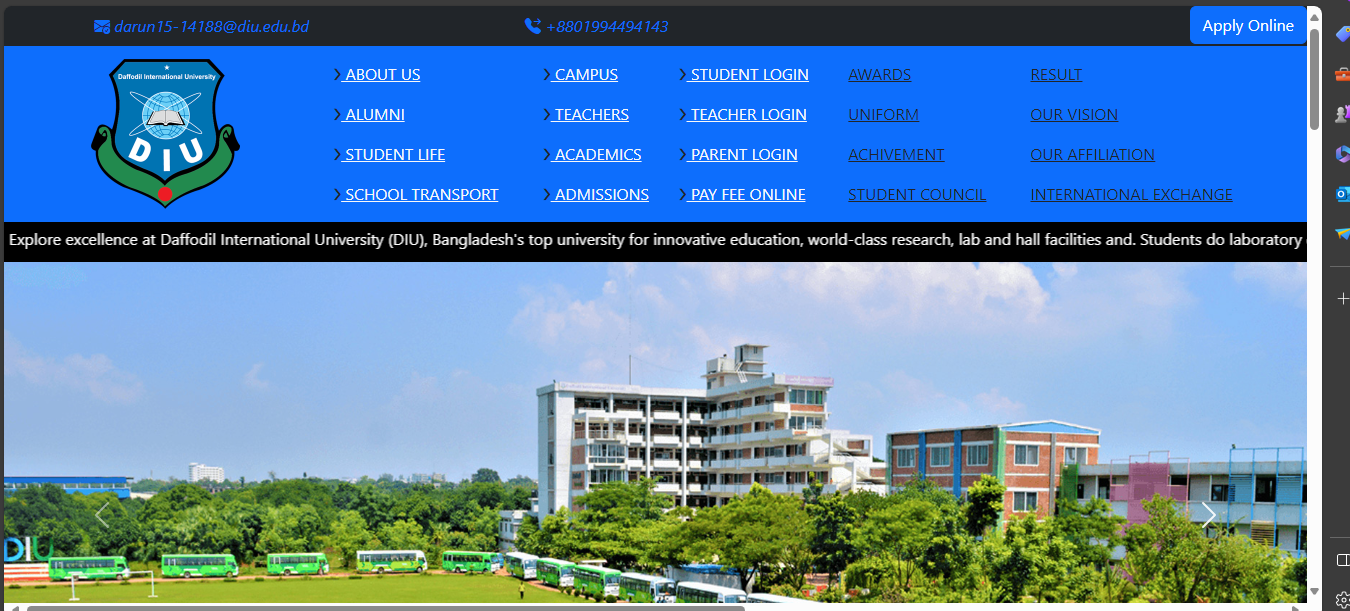 darun15-14188@diu.edu.bd +8801994494143 Apply Online
Daffodil International University
DIU
ABOUT US CAMPUS STUDENT LOGIN AWARDS RESULT
ALUMNI TEACHERS TEACHER LOGIN UNIFORM OUR VISION
STUDENT LIFE ACADEMICS PARENT LOGIN ACHIVEMENT OUR AFFILIATION
SCHOOL TRANSPORT ADMISSIONS PAY FEE ONLINE STUDENT COUNCIL INTERNATIONAL EXCHANGE
Explore excellence at Daffodil International University (DIU), Bangladesh's top university for innovative education, world-class research, lab and hall facilities and. Students do laboratory
DIU